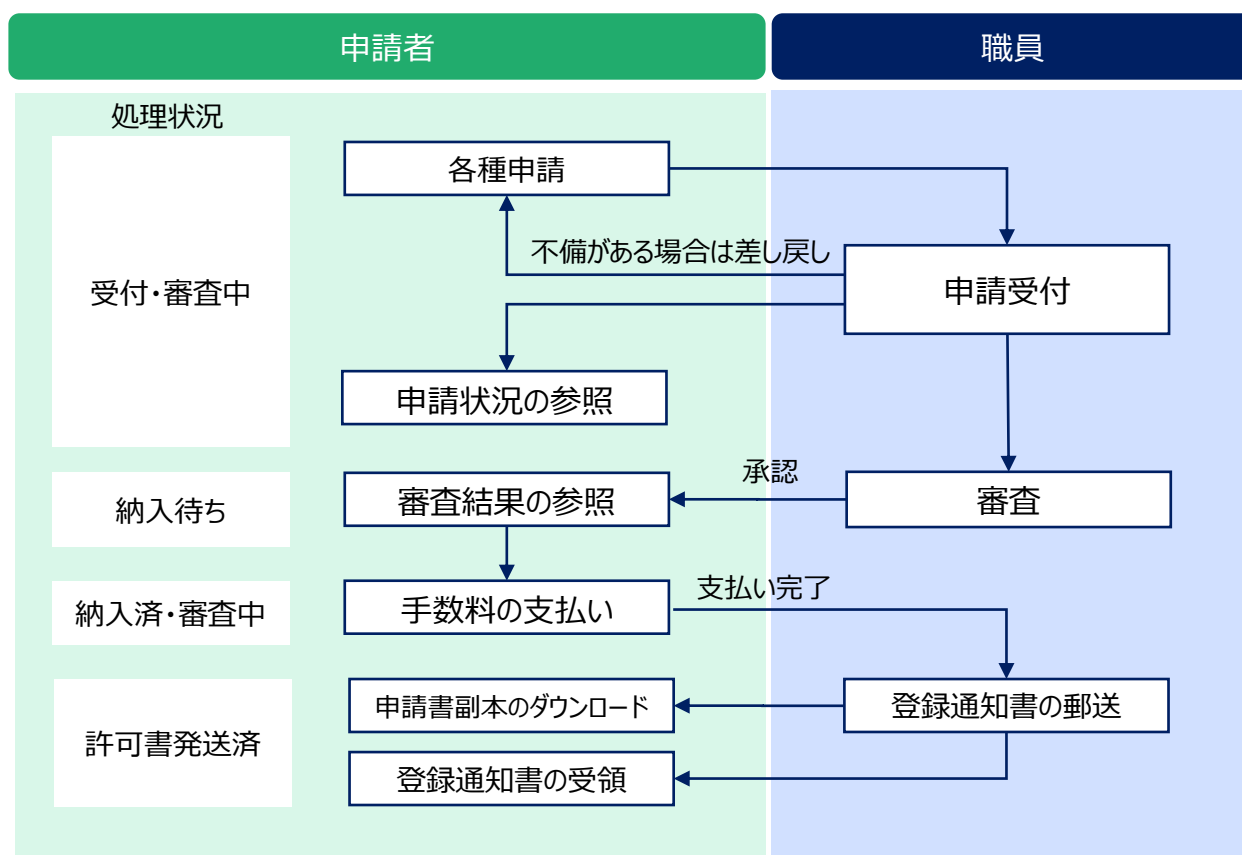 申請者
職員
処理状況
各種申請
不備がある場合は差し戻し
受付・審査中
申請受付
申請状況の参照
承認
納入待ち
審査結果の参照
審査
支払い完了
納入済・審査中
手数料の支払い
申請書副本のダウンロード
登録通知書の郵送
許可書発送済
登録通知書の受領